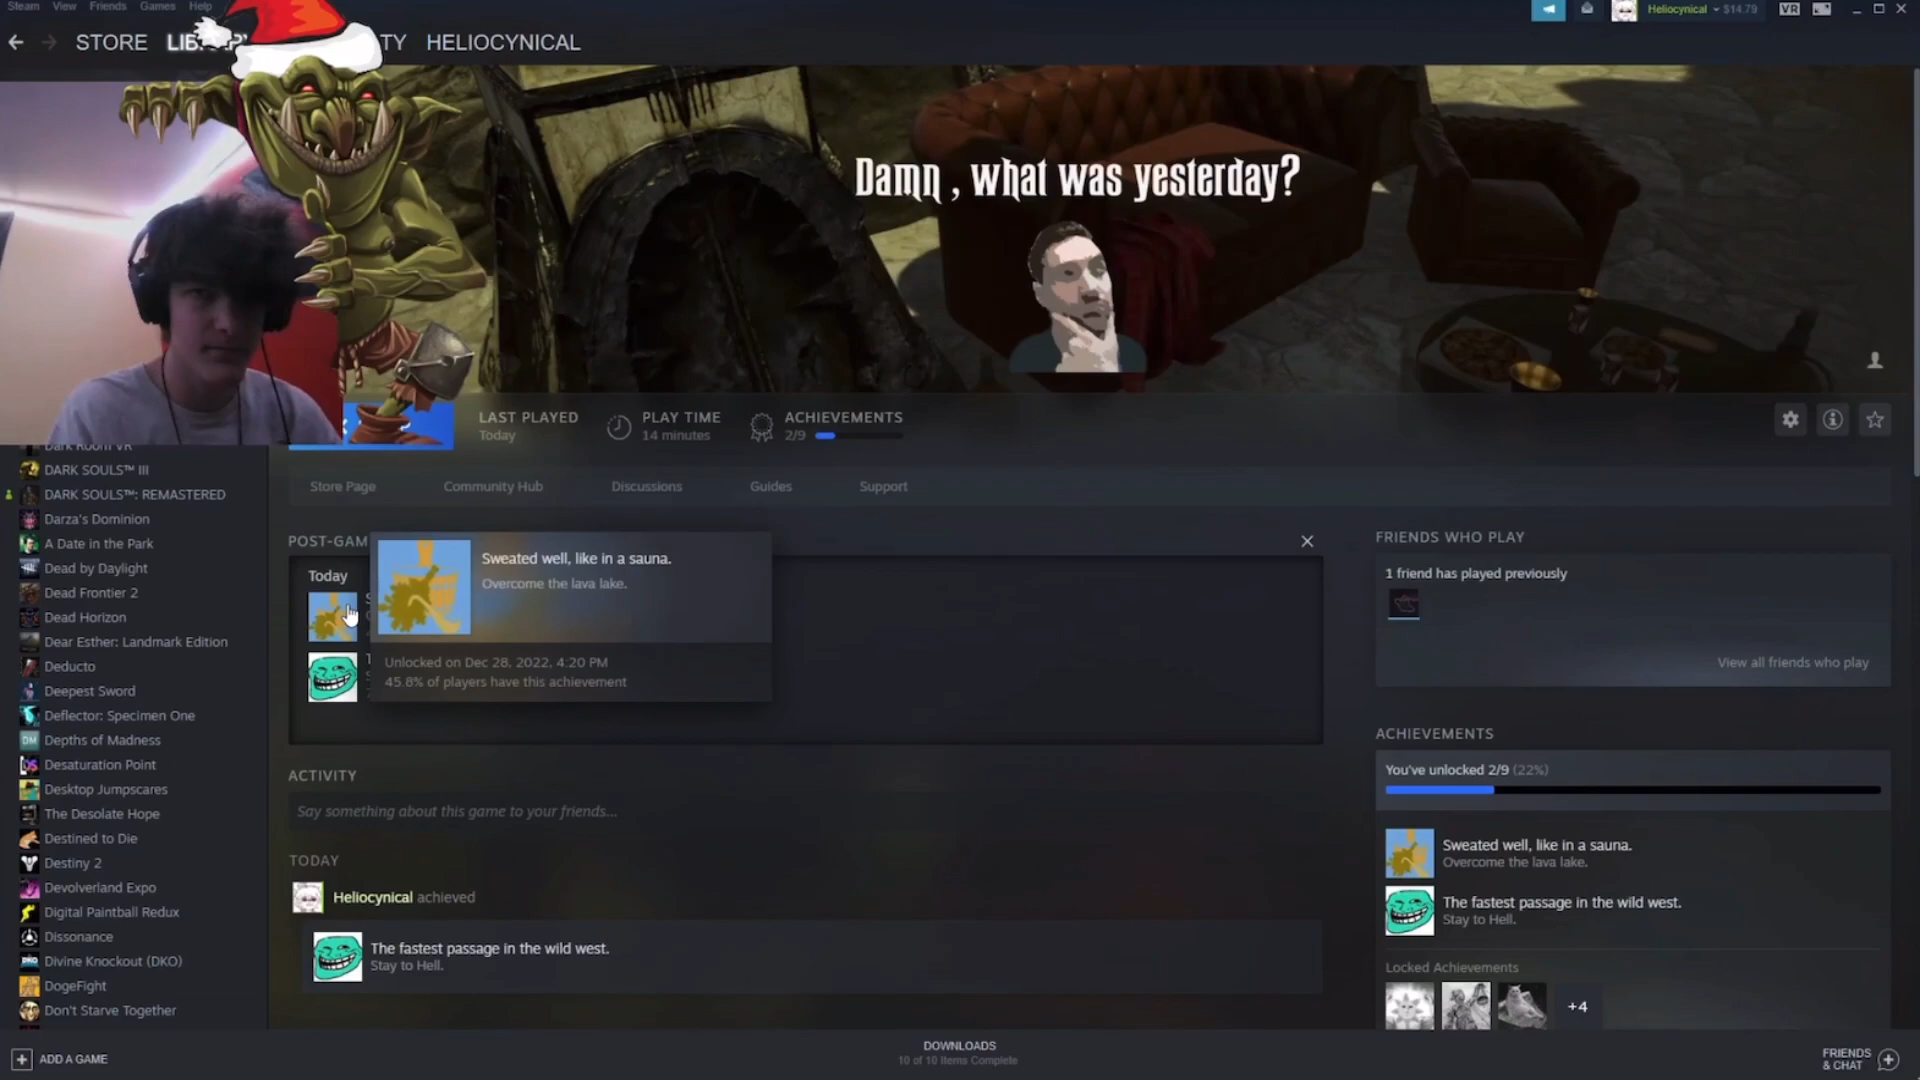 Steam View Friends Games Help
Heliocynical $14.79 VR
STORE LIB TY HELIOCYNICAL
Damn , what was yesterday?
LAST PLAYED
Today
PLAY TIME
14 minutes
ACHIEVEMENTS
2/9
Store Page Community Hub Discussions Guides Support
Dark Room VR
DARK SOULS™ III
DARK SOULS™: REMASTERED
Darza's Dominion
A Date in the Park
Dead by Daylight
Dead Frontier 2
Dead Horizon
Dear Esther: Landmark Edition
Deducto
Deepest Sword
Deflector: Specimen One
DM Depths of Madness
Desaturation Point
Desktop Jumpscares
The Desolate Hope
Destined to Die
Destiny 2
Devolverland Expo
Digital Paintball Redux
Dissonance
DKO Divine Knockout (DKO)
DogeFight
Don't Starve Together
ADD A GAME
POST-GAM
Today
Sweated well, like in a sauna.
Overcome the lava lake.
Unlocked on Dec 28, 2022, 4:20 PM
45.8% of players have this achievement
ACTIVITY
Say something about this game to your friends...
TODAY
Heliocynical achieved
The fastest passage in the wild west.
Stay to Hell.
FRIENDS WHO PLAY
1 friend has played previously
View all friends who play
ACHIEVEMENTS
You've unlocked 2/9 (22%)
Sweated well, like in a sauna.
Overcome the lava lake.
The fastest passage in the wild west.
Stay to Hell.
Locked Achievements
+4
DOWNLOADS
10 of 10 Items Complete
FRIENDS
& CHAT